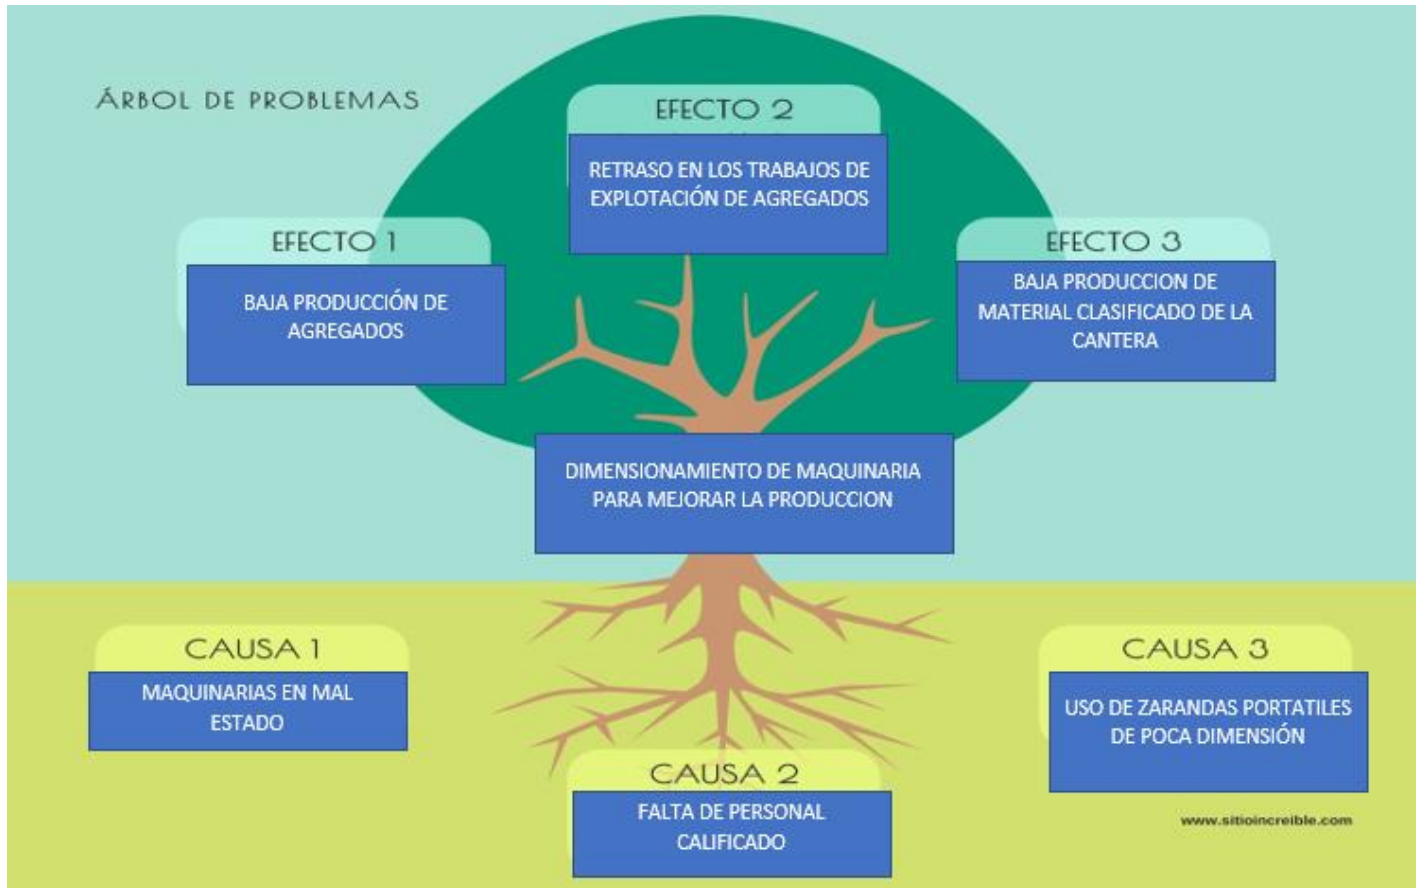 ÁRBOL DE PROBLEMAS
EFECTO 2
RETRASO EN LOS TRABAJOS DE
EXPLOTACIÓN DE AGREGADOS
EFECTO 1
BAJA PRODUCCIÓN DE
AGREGADOS
EFECTO 3
BAJA PRODUCCION DE
MATERIAL CLASIFICADO DE LA
CANTERA
DIMENSIONAMIENTO DE MAQUINARIA
PARA MEJORAR LA PRODUCCION
CAUSA 1
MAQUINARIAS EN MAL
ESTADO
CAUSA 2
FALTA DE PERSONAL
CALIFICADO
CAUSA 3
USO DE ZARANDAS PORTATILES
DE POCA DIMENSIÓN
www.sitioincreible.com